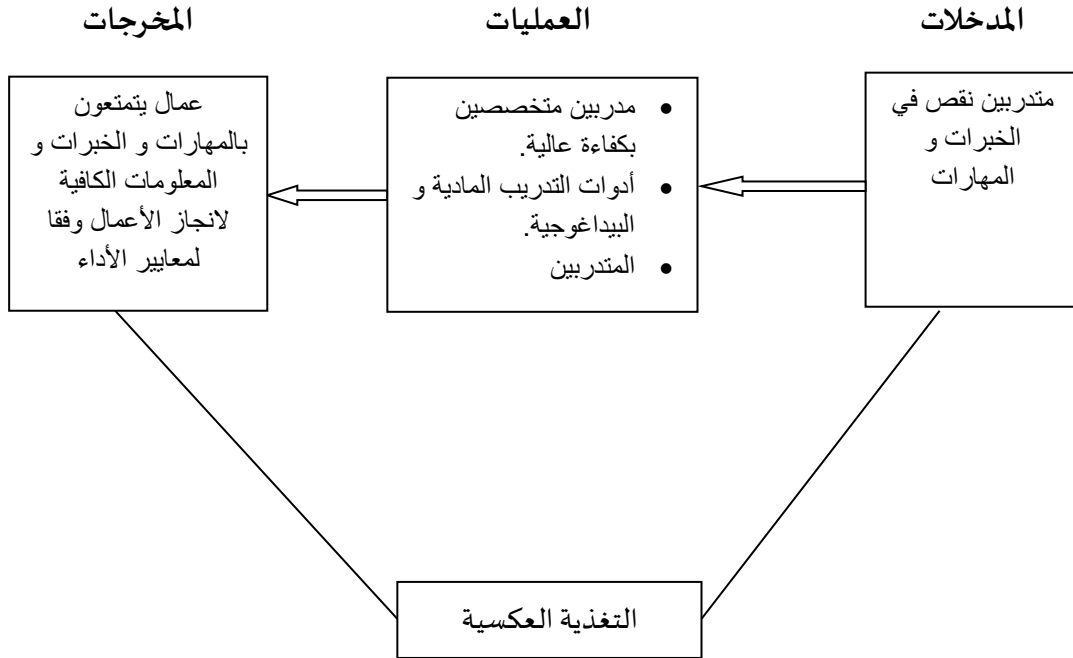 المدخلات
العمليات
المخرجات
متدربين نقص في
الخبرات و
المهارات
• مدربين متخصصين
بكفاءة عالية.
• أدوات التدريب المادية و
البيداغوجية.
• المتدربين
عمال يتمتعون
بالمهارات و الخبرات و
المعلومات الكافية
لانجاز الأعمال وفقا
لمعايير الأداء
التغذية العكسية